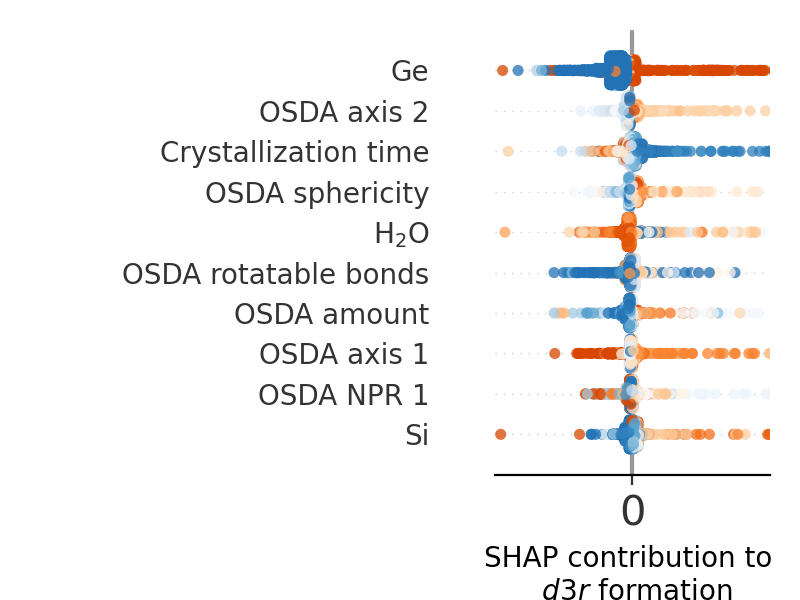 Ge
OSDA axis 2
Crystallization time
OSDA sphericity
H₂O
OSDA rotatable bonds
OSDA amount
OSDA axis 1
OSDA NPR 1
Si
0
SHAP contribution to
d3r formation